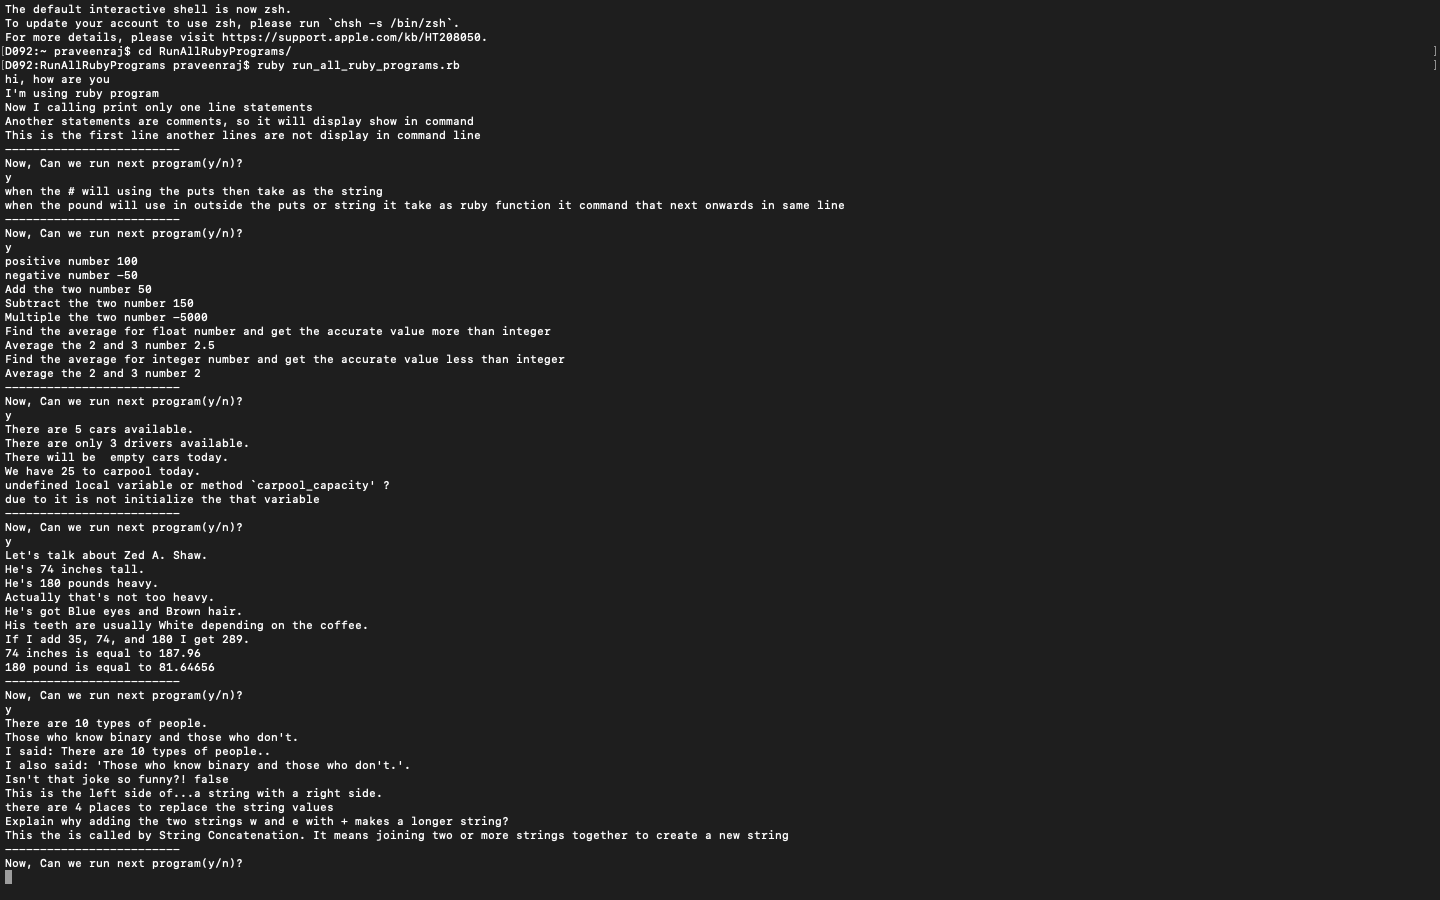 The default interactive shell is now zsh.
To update your account to use zsh, please run `chsh -s /bin/zsh`.
For more details, please visit https://support.apple.com/kb/HT208050.
[D092:~ praveenraj$ cd RunAllRubyPrograms/ ]
[D092:RunAllRubyPrograms praveenraj$ ruby run_all_ruby_programs.rb ]
hi, how are you
I'm using ruby program
Now I calling print only one line statements
Another statements are comments, so it will display show in command
This is the first line another lines are not display in command line
-------------------------
Now, Can we run next program(y/n)?
y
when the # will using the puts then take as the string
when the pound will use in outside the puts or string it take as ruby function it command that next onwards in same line
-------------------------
Now, Can we run next program(y/n)?
y
positive number 100
negative number -50
Add the two number 50
Subtract the two number 150
Multiple the two number -5000
Find the average for float number and get the accurate value more than integer
Average the 2 and 3 number 2.5
Find the average for integer number and get the accurate value less than integer
Average the 2 and 3 number 2
-------------------------
Now, Can we run next program(y/n)?
y
There are 5 cars available.
There are only 3 drivers available.
There will be  empty cars today.
We have 25 to carpool today.
undefined local variable or method `carpool_capacity' ?
due to it is not initialize the that variable
-------------------------
Now, Can we run next program(y/n)?
y
Let's talk about Zed A. Shaw.
He's 74 inches tall.
He's 180 pounds heavy.
Actually that's not too heavy.
He's got Blue eyes and Brown hair.
His teeth are usually White depending on the coffee.
If I add 35, 74, and 180 I get 289.
74 inches is equal to 187.96
180 pound is equal to 81.64656
-------------------------
Now, Can we run next program(y/n)?
y
There are 10 types of people.
Those who know binary and those who don't.
I said: There are 10 types of people..
I also said: 'Those who know binary and those who don't.'.
Isn't that joke so funny?! false
This is the left side of...a string with a right side.
there are 4 places to replace the string values
Explain why adding the two strings w and e with + makes a longer string?
This the is called by String Concatenation. It means joining two or more strings together to create a new string
-------------------------
Now, Can we run next program(y/n)?